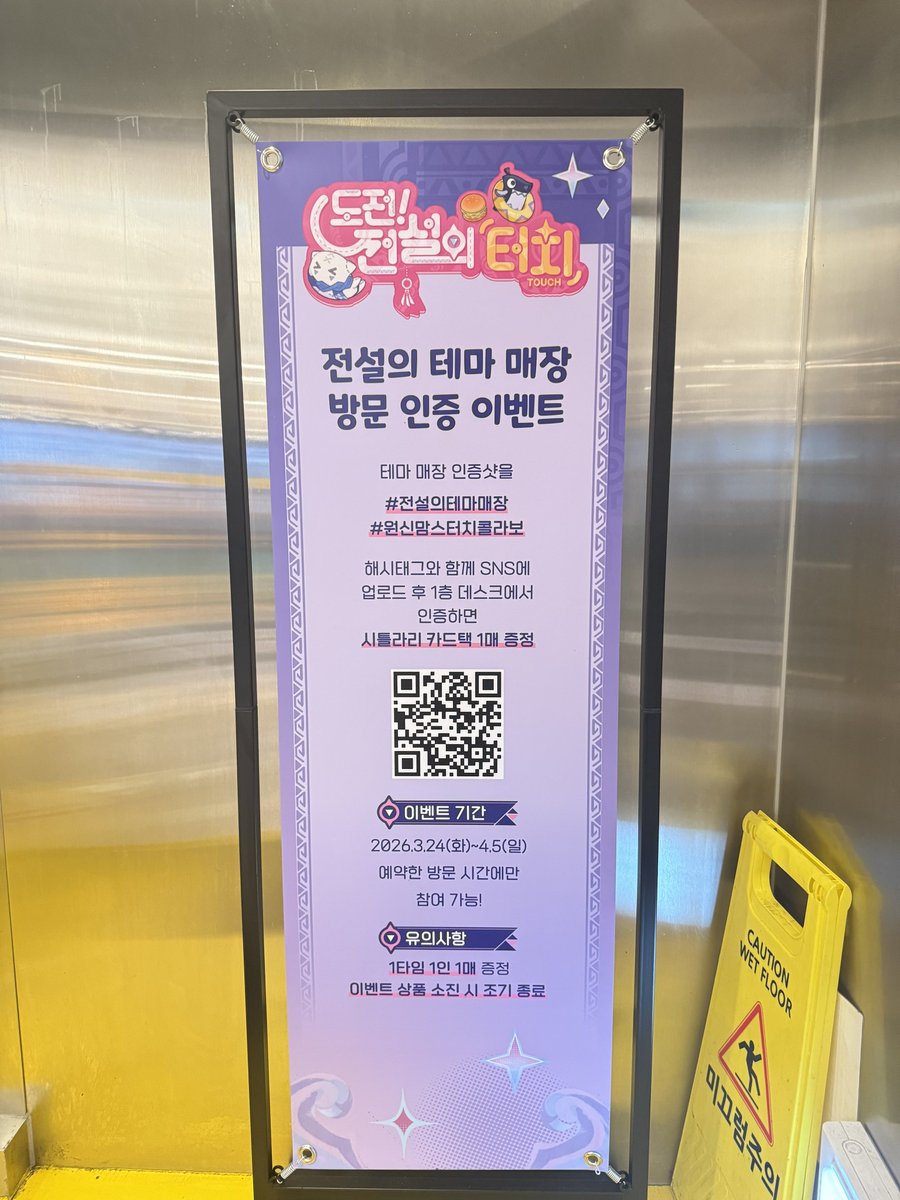 도전!
전설의 터치
TOUCH
전설의 테마 매장
방문 인증 이벤트
테마 매장 인증샷을
#전설의테마매장
#원신맘스터치콜라보
해시태그와 함께 SNS에
업로드 후 1층 데스크에서
인증하면
시틀라리 카드택 1매 증정
이벤트 기간
2026.3.24(화)~4.5(일)
예약한 방문 시간에만
참여 가능!
유의사항
1타임 1인 1매 증정
이벤트 상품 소진 시 조기 종료
CAUTION
WET FLOOR
미끄럼주의